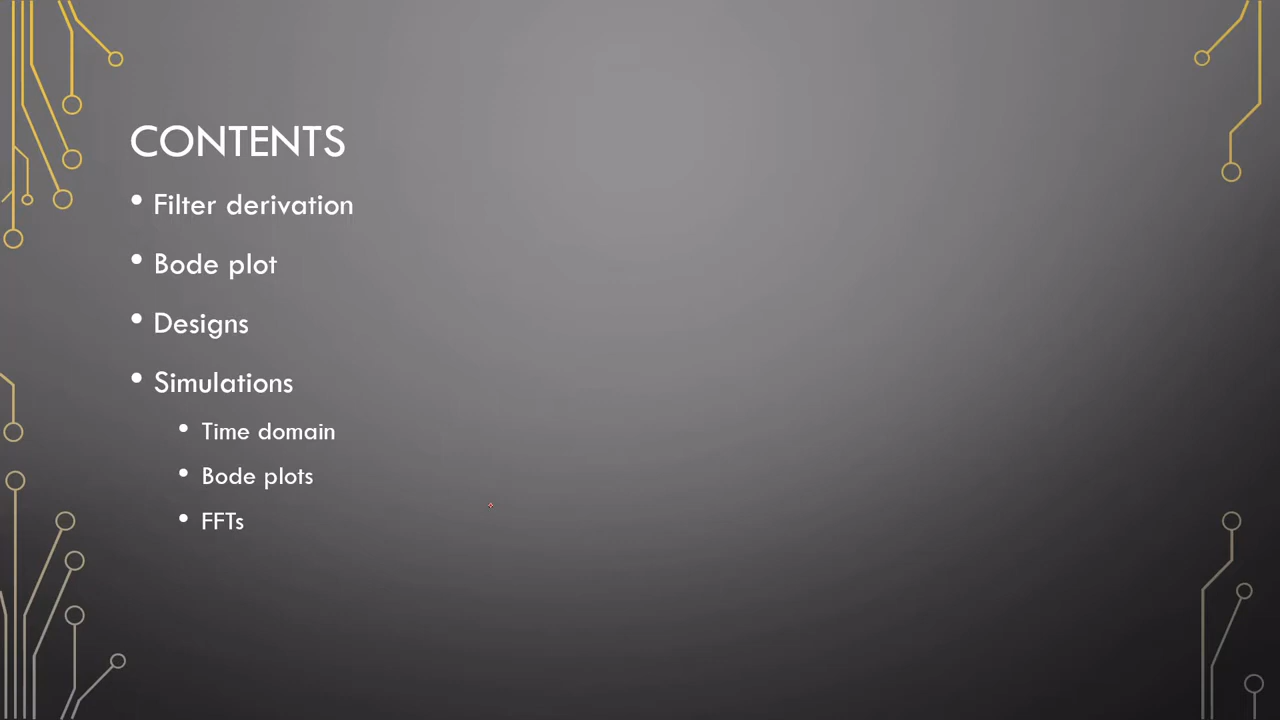 CONTENTS
• Filter derivation
• Bode plot
• Designs
• Simulations
• Time domain
• Bode plots
• FFTs